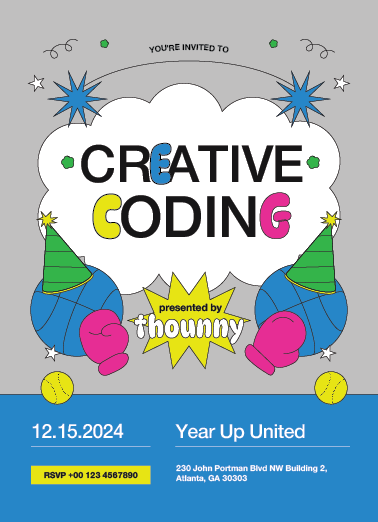 YOU'RE INVITED TO
CREATIVE
CODING
presented by
thounny
12.15.2024
Year Up United
RSVP +00 123 4567890
230 John Portman Blvd NW Building 2,
Atlanta, GA 30303